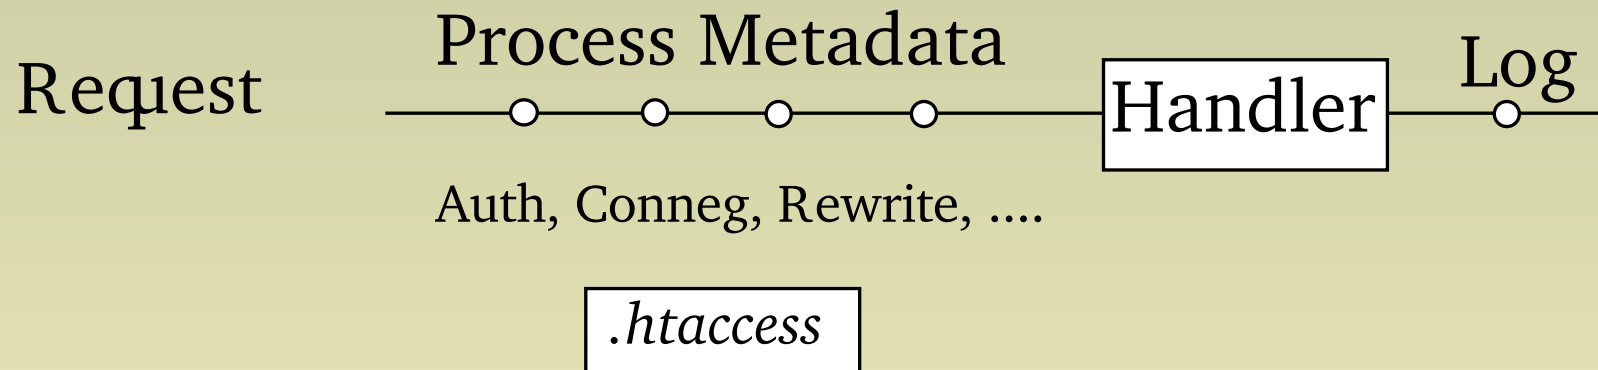 Process Metadata
Request
Handler
Log
Auth, Conneg, Rewrite, ....
.htaccess